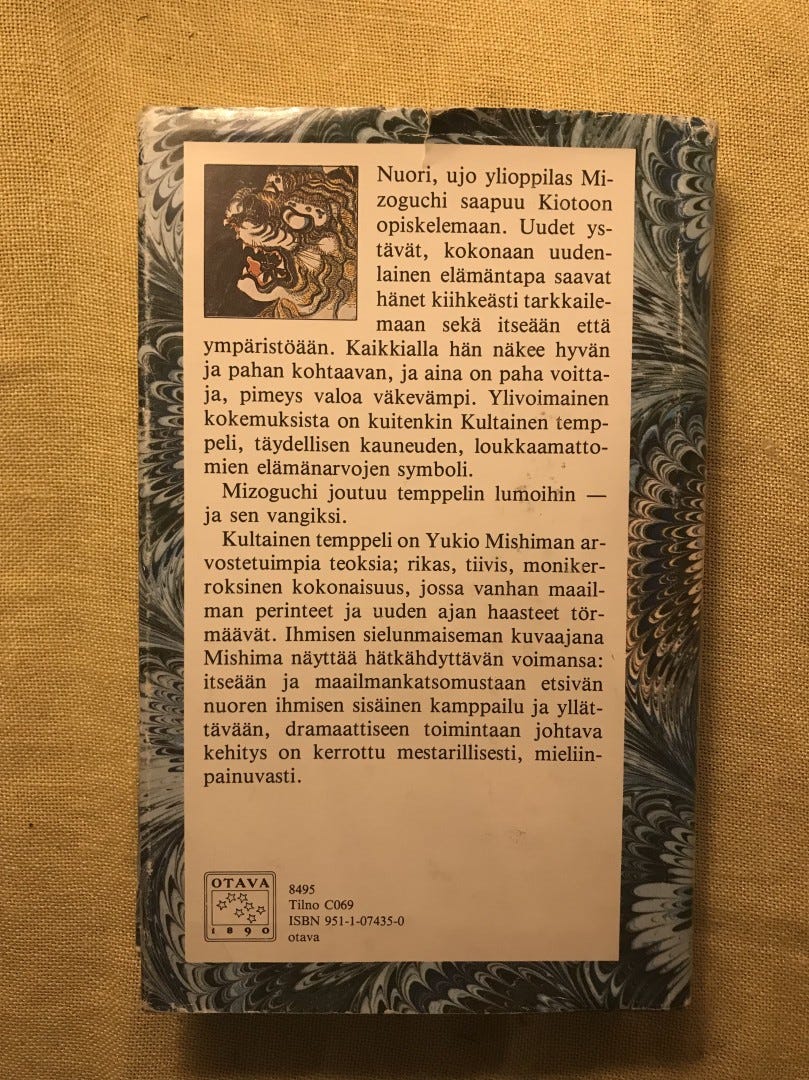 Nuori, ujo ylioppilas Mi-
zoguchi saapuu Kiotoon
opiskelemaan. Uudet ys-
tävät, kokonaan uuden-
lainen elämäntapa saavat
hänet kiihkeästi tarkkaile-
maan sekä itseään että
ympäristöään. Kaikkialla hän näkee hyvän
ja pahan kohtaavan, ja aina on paha voitta-
ja, pimeys valoa väkevämpi. Ylivoimainen
kokemuksista on kuitenkin Kultainen temp-
peli, täydellisen kauneuden, loukkaamatto-
mien elämänarvojen symboli.
Mizoguchi joutuu temppelin lumoihin —
ja sen vangiksi.
Kultainen temppeli on Yukio Mishiman ar-
vostetuimpia teoksia; rikas, tiivis, moniker-
roksinen kokonaisuus, jossa vanhan maail-
man perinteet ja uuden ajan haasteet tör-
määvät. Ihmisen sielunmaiseman kuvaajana
Mishima näyttää hätkähdyttävän voimansa:
itseään ja maailmankatsomustaan etsivän
nuoren ihmisen sisäinen kamppailu ja yllät-
tävään, dramaattiseen toimintaan johtava
kehitys on kerrottu mestarillisesti, mieliin-
painuvasti.
OTAVA
1890
8495
Tilno C069
ISBN 951-1-07435-0
otava